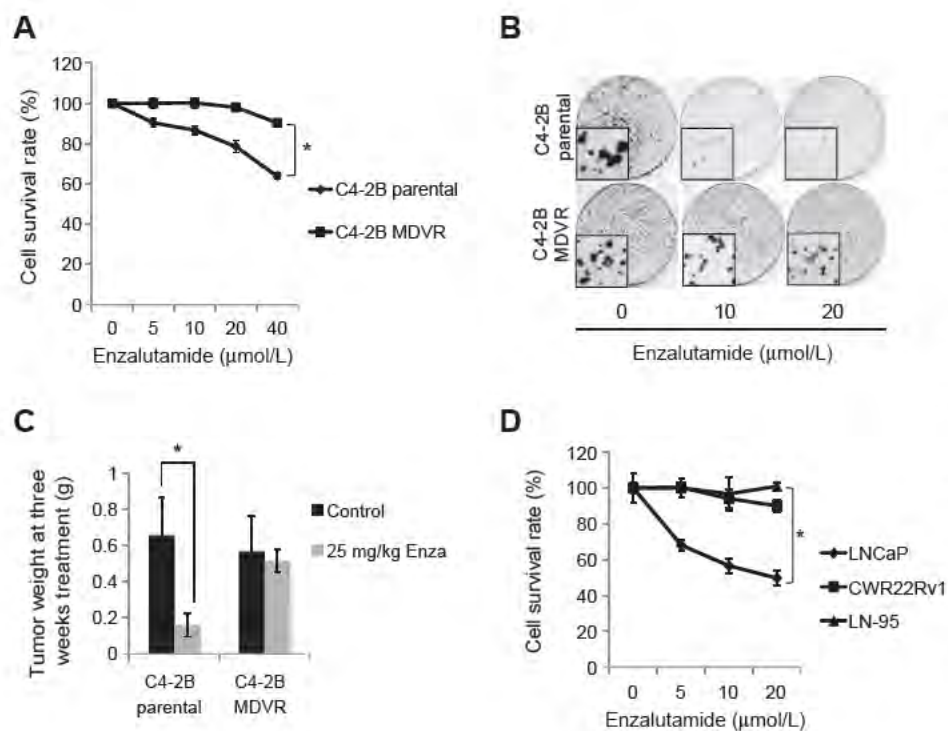 A
120
100
80
60
40
20
0
Cell survival rate (%)
C4-2B parental
C4-2B MDVR
*
0 5 10 20 40
Enzalutamide (μmol/L)
B
C4-2B
parental
C4-2B
MDVR
0 10 20
Enzalutamide (μmol/L)
C
Tumor weight at three
weeks treatment (g)
1
0.8
0.6
0.4
0.2
0
*
Control
25 mg/kg Enza
C4-2B
parental
C4-2B
MDVR
D
120
100
80
60
40
20
0
Cell survival rate (%)
*
LNCaP
CWR22Rv1
LN-95
0 5 10 20
Enzalutamide (μmol/L)